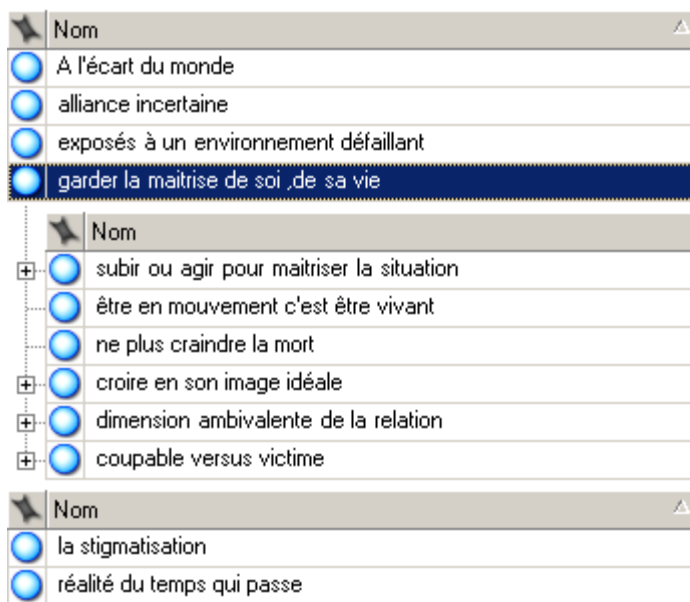 Nom
A l'écart du monde
alliance incertaine
exposés à un environnement défaillant
garder la maitrise de soi ,de sa vie
Nom
subir ou agir pour maitriser la situation
être en mouvement c'est être vivant
ne plus craindre la mort
croire en son image idéale
dimension ambivalente de la relation
coupable versus victime
Nom
la stigmatisation
réalité du temps qui passe